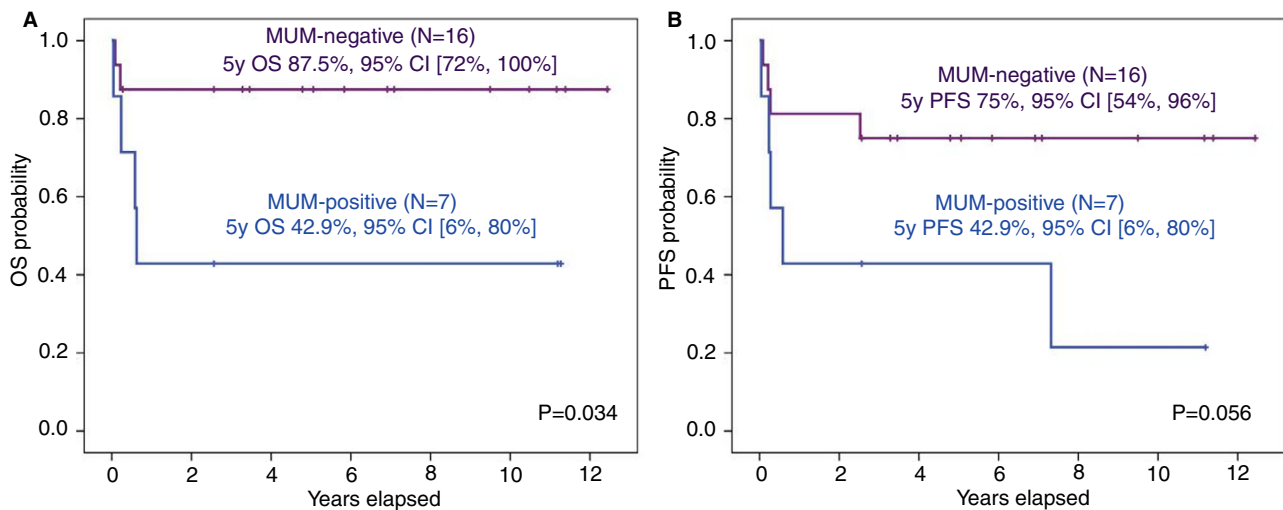 A
MUM-negative (N=16)
5y OS 87.5%, 95% CI [72%, 100%]
MUM-positive (N=7)
5y OS 42.9%, 95% CI [6%, 80%]
P=0.034
OS probability
1.0
0.8
0.6
0.4
0.2
0.0
0
2
4
6
8
10
12
Years elapsed
B
MUM-negative (N=16)
5y PFS 75%, 95% CI [54%, 96%]
MUM-positive (N=7)
5y PFS 42.9%, 95% CI [6%, 80%]
P=0.056
PFS probability
1.0
0.8
0.6
0.4
0.2
0.0
0
2
4
6
8
10
12
Years elapsed